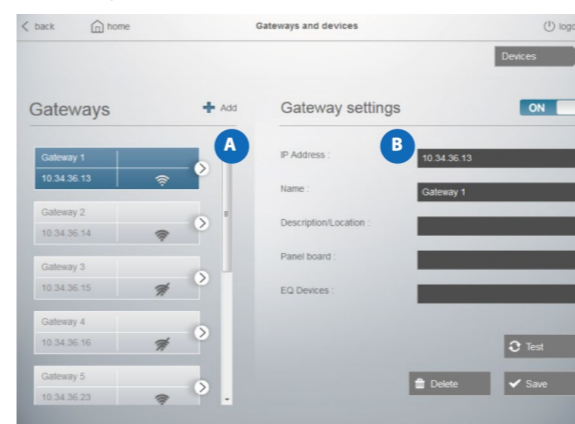 back
home
Gateways and devices
logo
Devices
Gateways
Add
Gateway settings
ON
A
B
Gateway 1
10.34.36.13
Gateway 2
10.34.36.14
Gateway 3
10.34.36.15
Gateway 4
10.34.36.16
Gateway 5
10.34.36.23
IP Address :
10.34.36.13
Name :
Gateway 1
Description/Location :
Panel board :
EQ Devices :
Test
Delete
Save